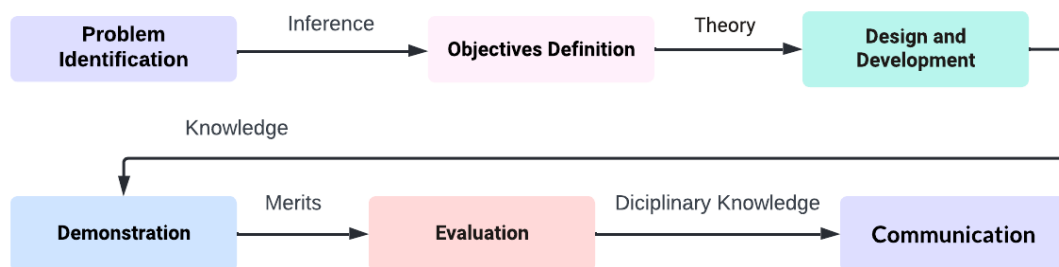 Problem
Identification
Inference
Objectives Definition
Theory
Design and
Development
Knowledge
Demonstration
Merits
Evaluation
Diciplinary Knowledge
Communication